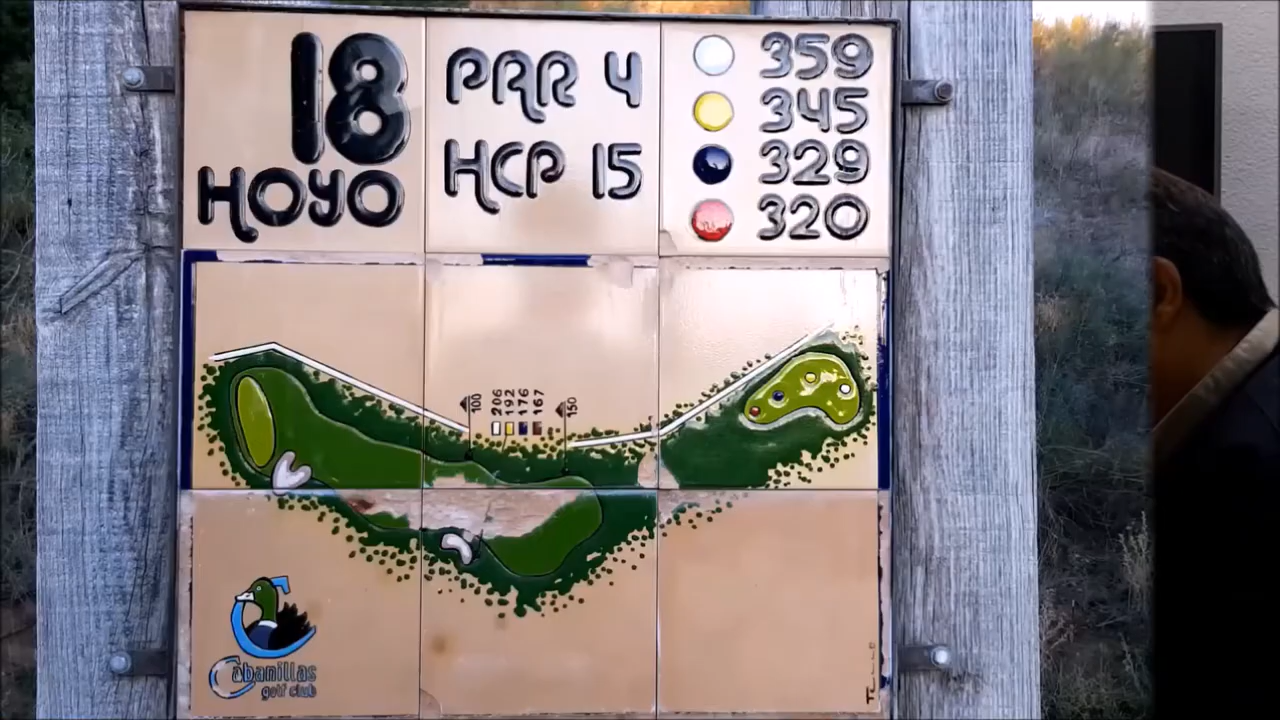 18
HOYO
PAR 4
HCP 15
359
345
329
320
100
206
192
176
167
150
Cabanillas
golf club